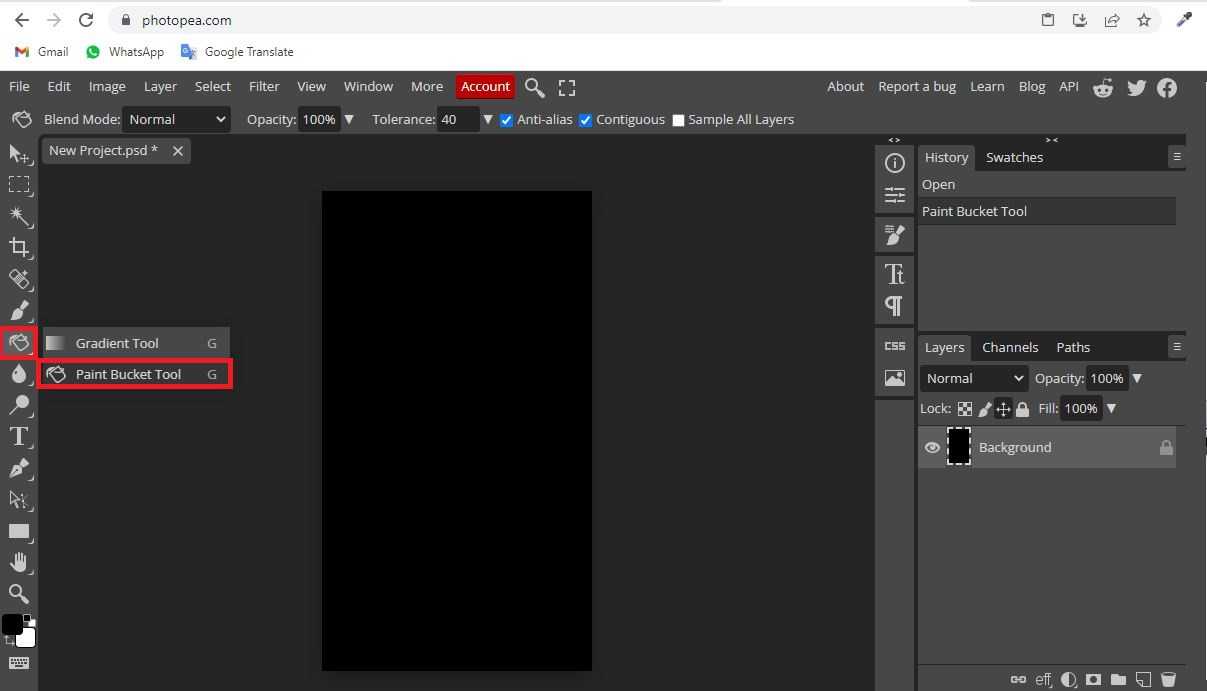 photopea.com
Gmail WhatsApp Google Translate
File Edit Image Layer Select Filter View Window More Account About Report a bug Learn Blog API
Blend Mode: Normal Opacity: 100% Tolerance: 40 Anti-alias Contiguous Sample All Layers
New Project.psd *
History Swatches
Open
Paint Bucket Tool
Gradient Tool G
Paint Bucket Tool G
CSS
Layers Channels Paths
Normal Opacity: 100%
Lock: Fill: 100%
Background
eff